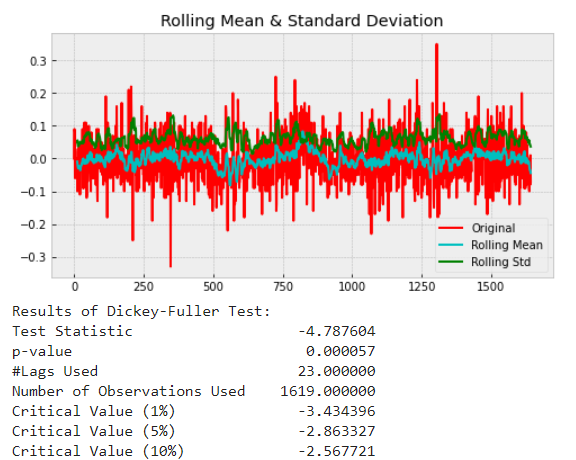 Rolling Mean & Standard Deviation
0.3
0.2
0.1
0.0
−0.1
−0.2
−0.3
0 250 500 750 1000 1250 1500
Original
Rolling Mean
Rolling Std
Results of Dickey-Fuller Test:
Test Statistic -4.787604
p-value 0.000057
#Lags Used 23.000000
Number of Observations Used 1619.000000
Critical Value (1%) -3.434396
Critical Value (5%) -2.863327
Critical Value (10%) -2.567721